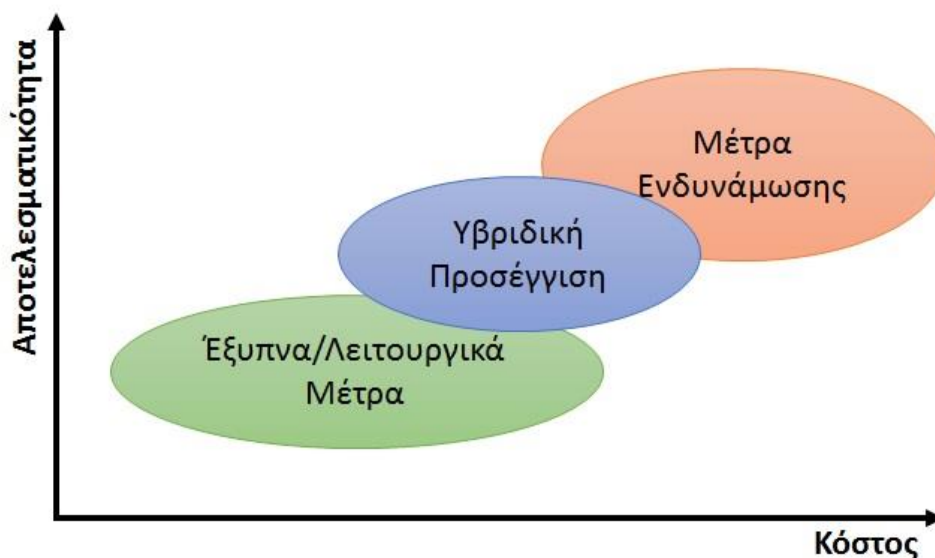 Αποτελεσματικότητα
Μέτρα
Ενδυνάμωσης
Υβριδική
Προσέγγιση
Έξυπνα/Λειτουργικά
Μέτρα
Κόστος